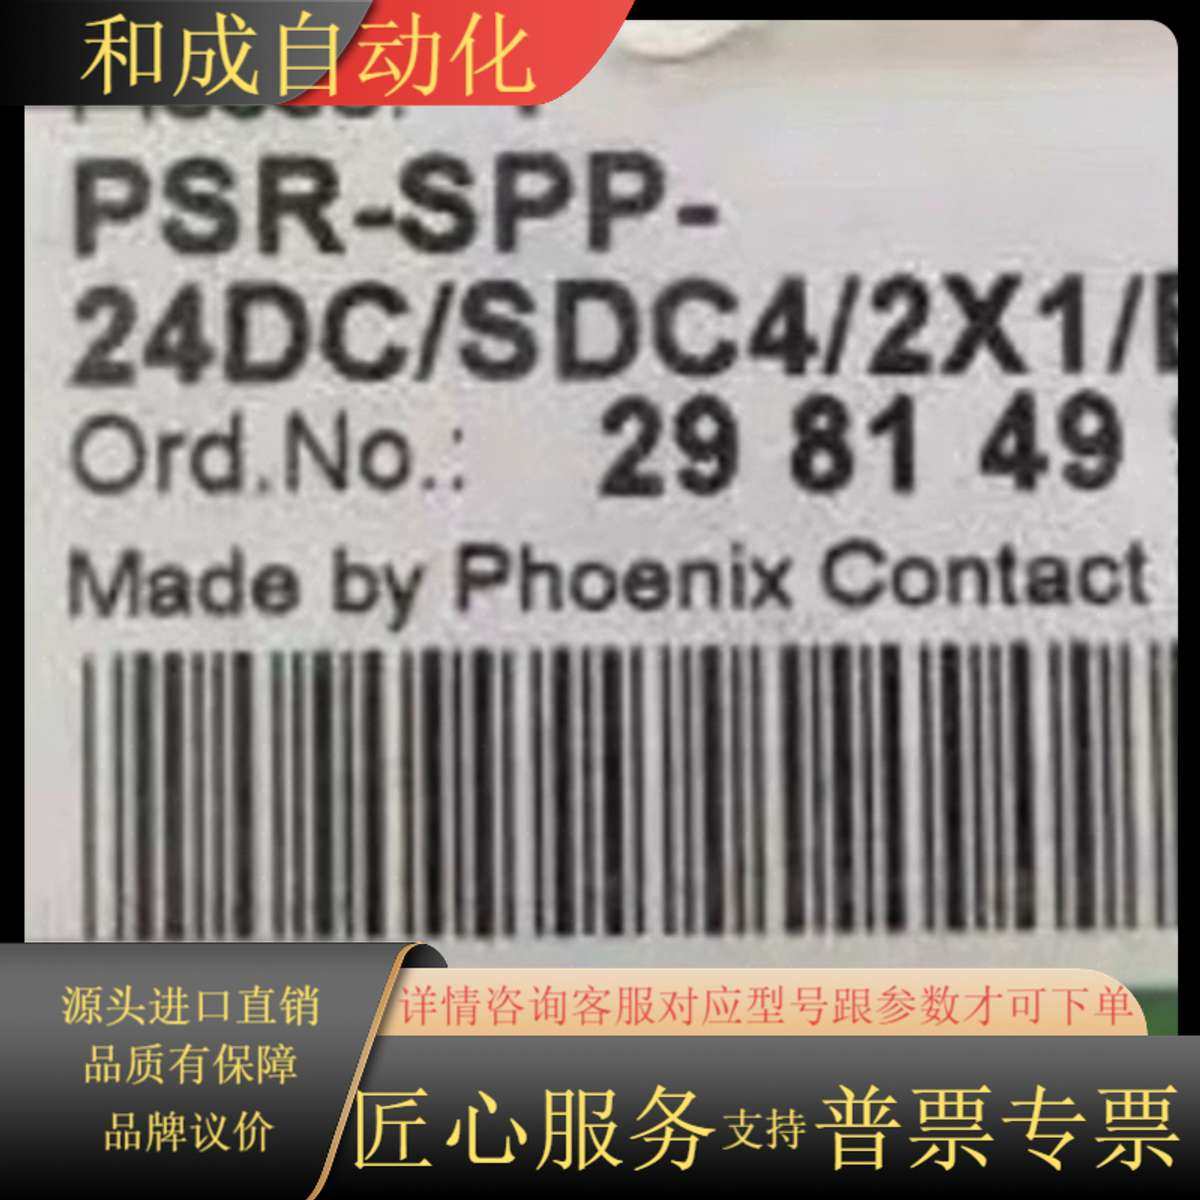 和成自动化
PSR-SPP-
24DC/SDC4/2X1/
Ord.No.: 29 81 49
Made by Phoenix Contact
源头进口直销
品质有保障
品牌议价
详情咨询客服对应型号跟参数才可下单
匠心服务支持普票专票